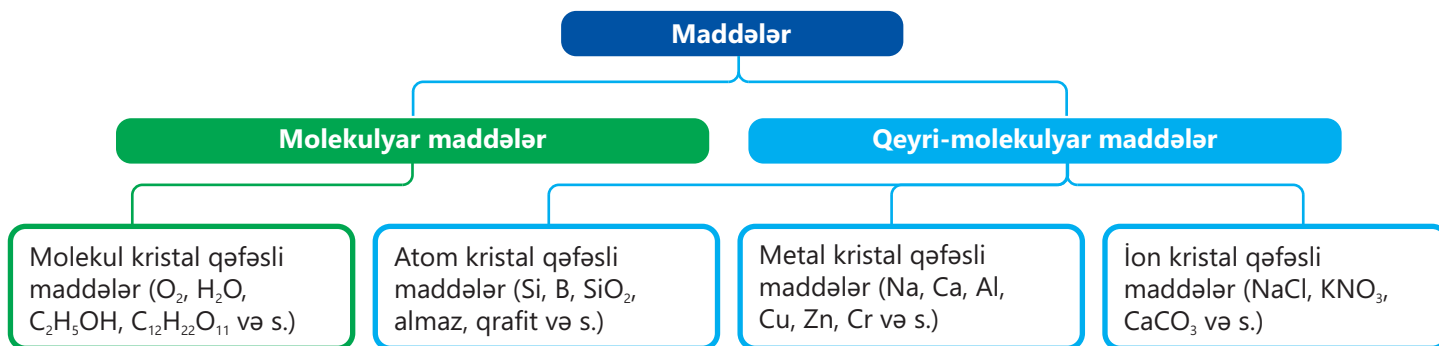 Maddələr
Molekulyar maddələr
Qeyri-molekulyar maddələr
Molekul kristal qəfəsli
maddələr (O₂, H₂O,
C₂H₅OH, C₁₂H₂₂O₁₁ və s.)
Atom kristal qəfəsli
maddələr (Si, B, SiO₂,
almaz, qrafit və s.)
Metal kristal qəfəsli
maddələr (Na, Ca, Al,
Cu, Zn, Cr və s.)
İon kristal qəfəsli
maddələr (NaCl, KNO₃,
CaCO₃ və s.)